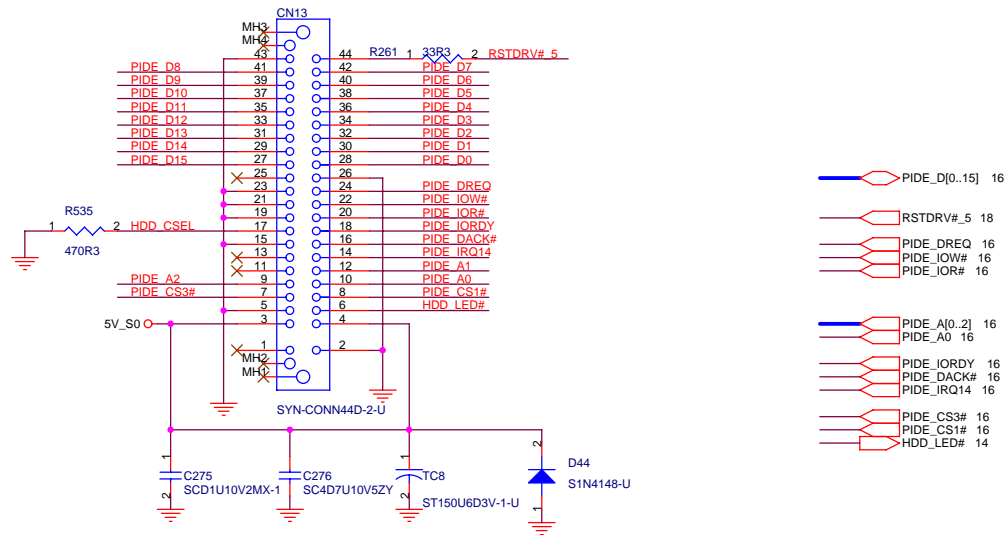 CN13
MH3
MH4
43 44 R261 1 33R3 2 RSTDRV#_5
PIDE_D8 41 42 PIDE_D7
PIDE_D9 39 40 PIDE_D6
PIDE_D10 37 38 PIDE_D5
PIDE_D11 35 36 PIDE_D4
PIDE_D12 33 34 PIDE_D3
PIDE_D13 31 32 PIDE_D2
PIDE_D14 29 30 PIDE_D1
PIDE_D15 27 28 PIDE_D0
25 26
23 24 PIDE_DREQ
21 22 PIDE_IOW#
19 20 PIDE_IOR#
R535
1 2 HDD_CSEL 17 18 PIDE_IORDY
470R3
15 16 PIDE_DACK#
13 14 PIDE_IRQ14
11 12 PIDE_A1
PIDE_A2 9 10 PIDE_A0
PIDE_CS3# 7 8 PIDE_CS1#
5 6 HDD_LED#
5V_S0 3 4
1 2
MH2
MH1
SYN-CONN44D-2-U
1 C275 2
SCD1U10V2MX-1
1 C276 2
SC4D7U10V5ZY
1 TC8 2
ST150U6D3V-1-U
2 D44 1
S1N4148-U
PIDE_D[0..15] 16
RSTDRV#_5 18
PIDE_DREQ 16
PIDE_IOW# 16
PIDE_IOR# 16
PIDE_A[0..2] 16
PIDE_A0 16
PIDE_IORDY 16
PIDE_DACK# 16
PIDE_IRQ14 16
PIDE_CS3# 16
PIDE_CS1# 16
HDD_LED# 14